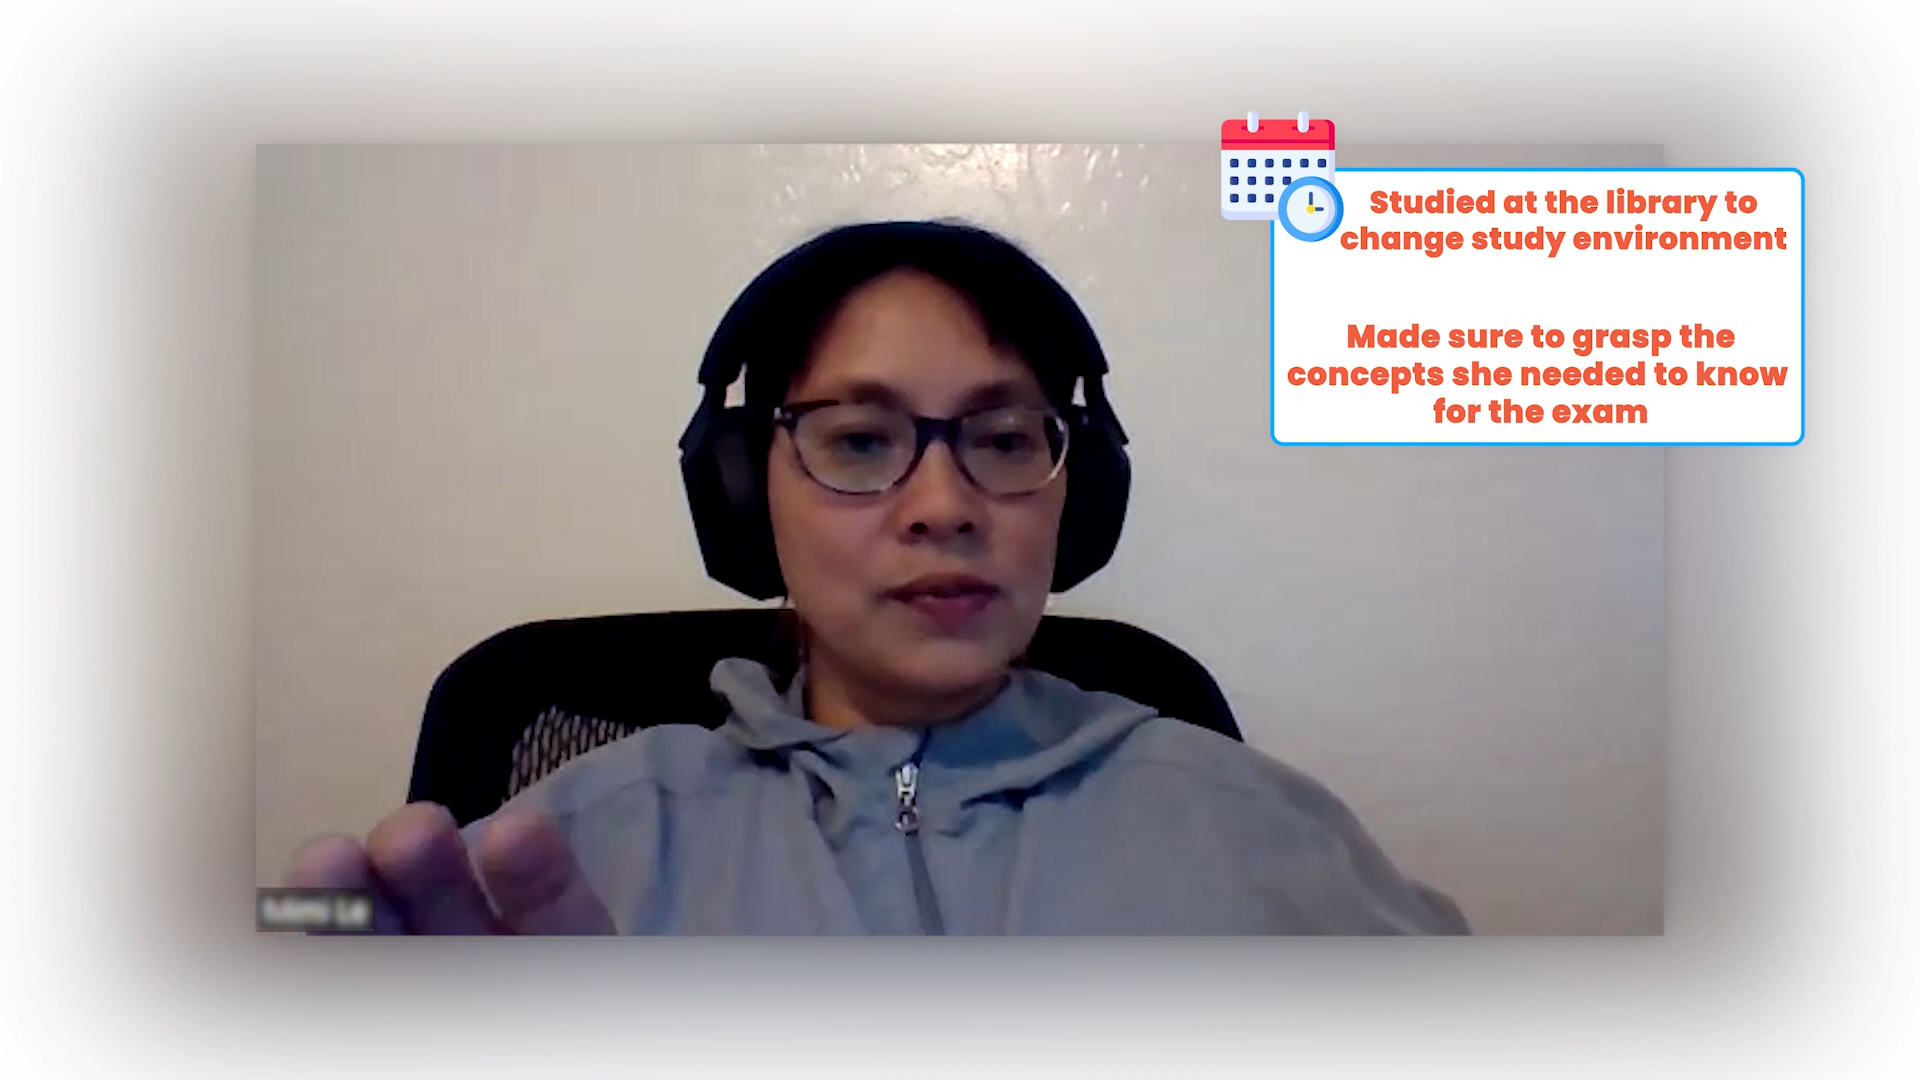 Studied at the library to
change study environment
Made sure to grasp the
concepts she needed to know
for the exam